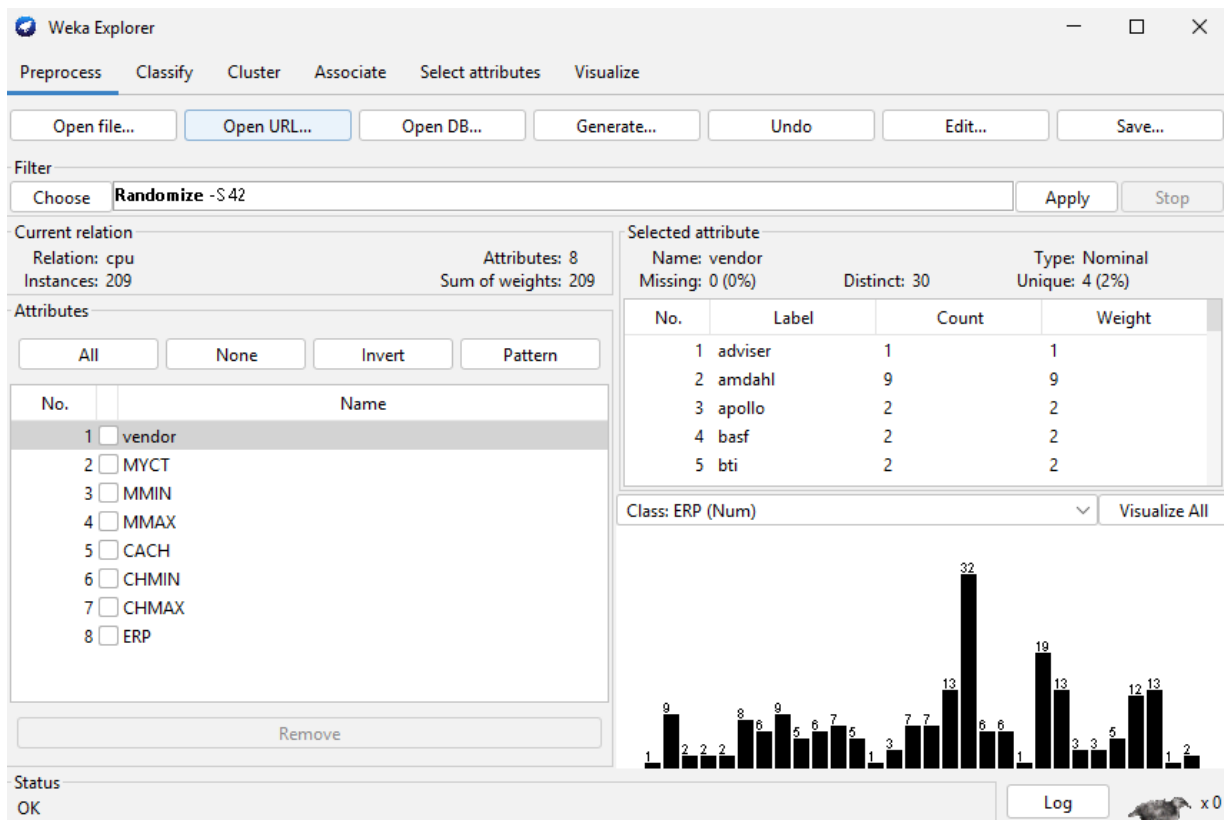 Weka Explorer
Preprocess Classify Cluster Associate Select attributes Visualize
Open file... Open URL... Open DB... Generate... Undo Edit... Save...
Filter
Choose Randomize -S 42 Apply Stop
Current relation
Relation: cpu Attributes: 8
Instances: 209 Sum of weights: 209
Attributes
All None Invert Pattern
No. Name
1 vendor
2 MYCT
3 MMIN
4 MMAX
5 CACH
6 CHMIN
7 CHMAX
8 ERP
Remove
Selected attribute
Name: vendor Type: Nominal
Missing: 0 (0%) Distinct: 30 Unique: 4 (2%)
No. Label Count Weight
1 adviser 1 1
2 amdahl 9 9
3 apollo 2 2
4 basf 2 2
5 bti 2 2
Class: ERP (Num) Visualize All
1 9 2 2 2 8 6 9 5 6 7 5 1 3 7 7 13 32 6 6 1 19 13 3 3 5 12 13 1 2
Status
OK Log x 0